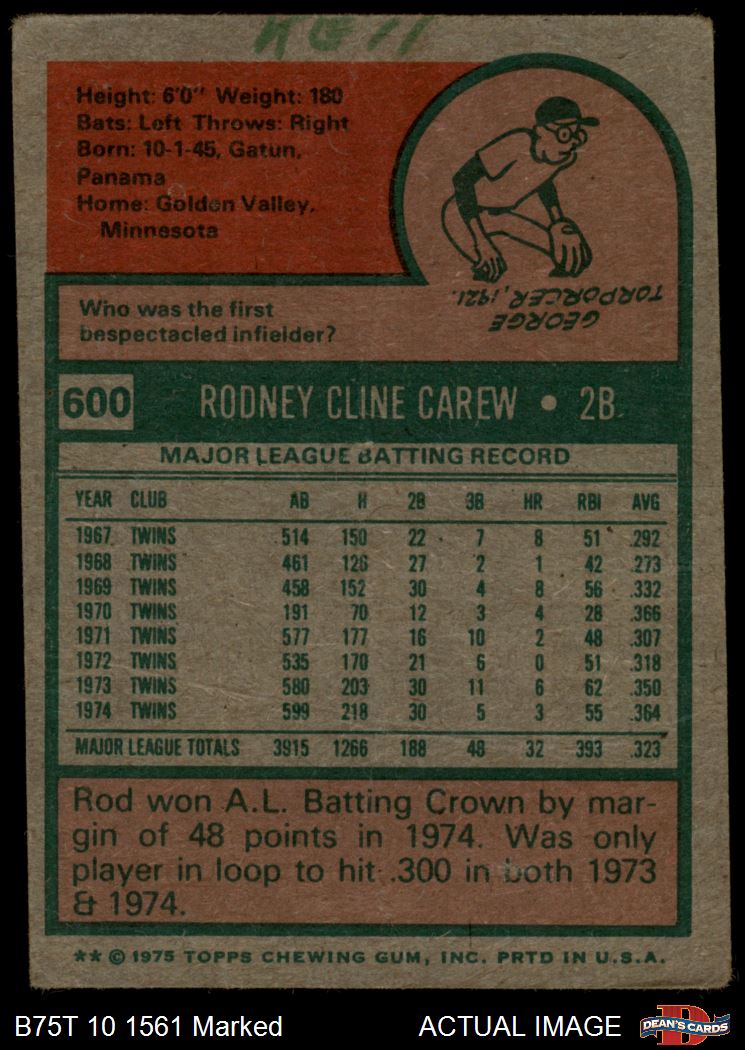 Height: 6'0" Weight: 180
Bats: Left Throws: Right
Born: 10-1-45, Gatun,
Panama
Home: Golden Valley,
Minnesota
Who was the first
bespectacled infielder?
GEORGE
TORPORCER, 1921.
600 RODNEY CLINE CAREW • 2B
MAJOR LEAGUE BATTING RECORD
YEAR CLUB AB H 2B 3B HR RBI AVG
1967 TWINS 514 150 22 7 8 51 .292
1968 TWINS 461 126 27 2 1 42 .273
1969 TWINS 458 152 30 4 8 56 .332
1970 TWINS 191 70 12 3 4 28 .366
1971 TWINS 577 177 16 10 2 48 .307
1972 TWINS 535 170 21 6 0 51 .318
1973 TWINS 580 203 30 11 6 62 .350
1974 TWINS 599 218 30 5 3 55 .364
MAJOR LEAGUE TOTALS 3915 1266 188 48 32 393 .323
Rod won A.L. Batting Crown by mar-
gin of 48 points in 1974. Was only
player in loop to hit .300 in both 1973
& 1974.
** © 1975 TOPPS CHEWING GUM, INC. PRTD IN U.S.A.
B75T 10 1561 Marked ACTUAL IMAGE DEAN'S CARDS